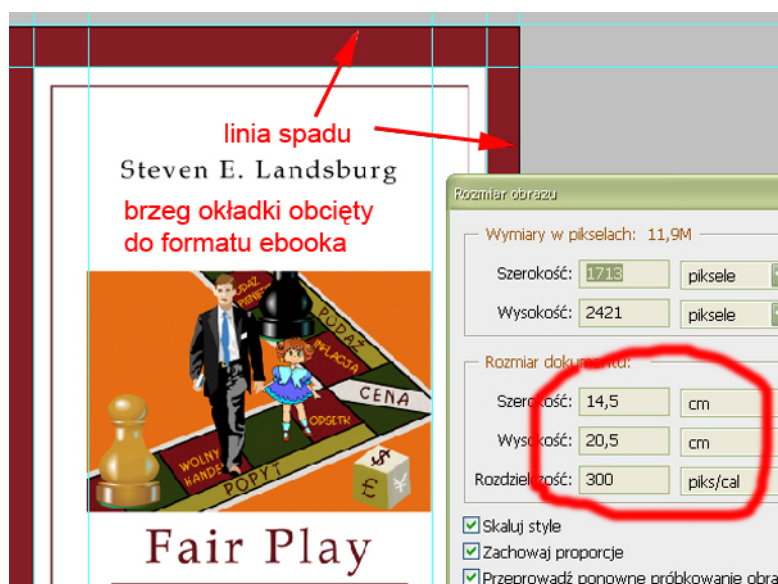 linia spadu
Steven E. Landsburg
brzeg okładki obcięty
do formatu ebooka
PODAŻ
INFLACJA
CENA
ODSETKI
WOLNY
HANDEL
POPYT
$
£
¥
Fair Play
Rozmiar obrazu
Wymiary w pikselach: 11,9M
Szerokość: 1713 piksele
Wysokość: 2421 piksele
Rozmiar dokumentu:
Szerokość: 14,5 cm
Wysokość: 20,5 cm
Rozdzielczość: 300 piks/cal
Skaluj style
Zachowaj proporcje
Przeprowadź ponowne próbkowanie obra